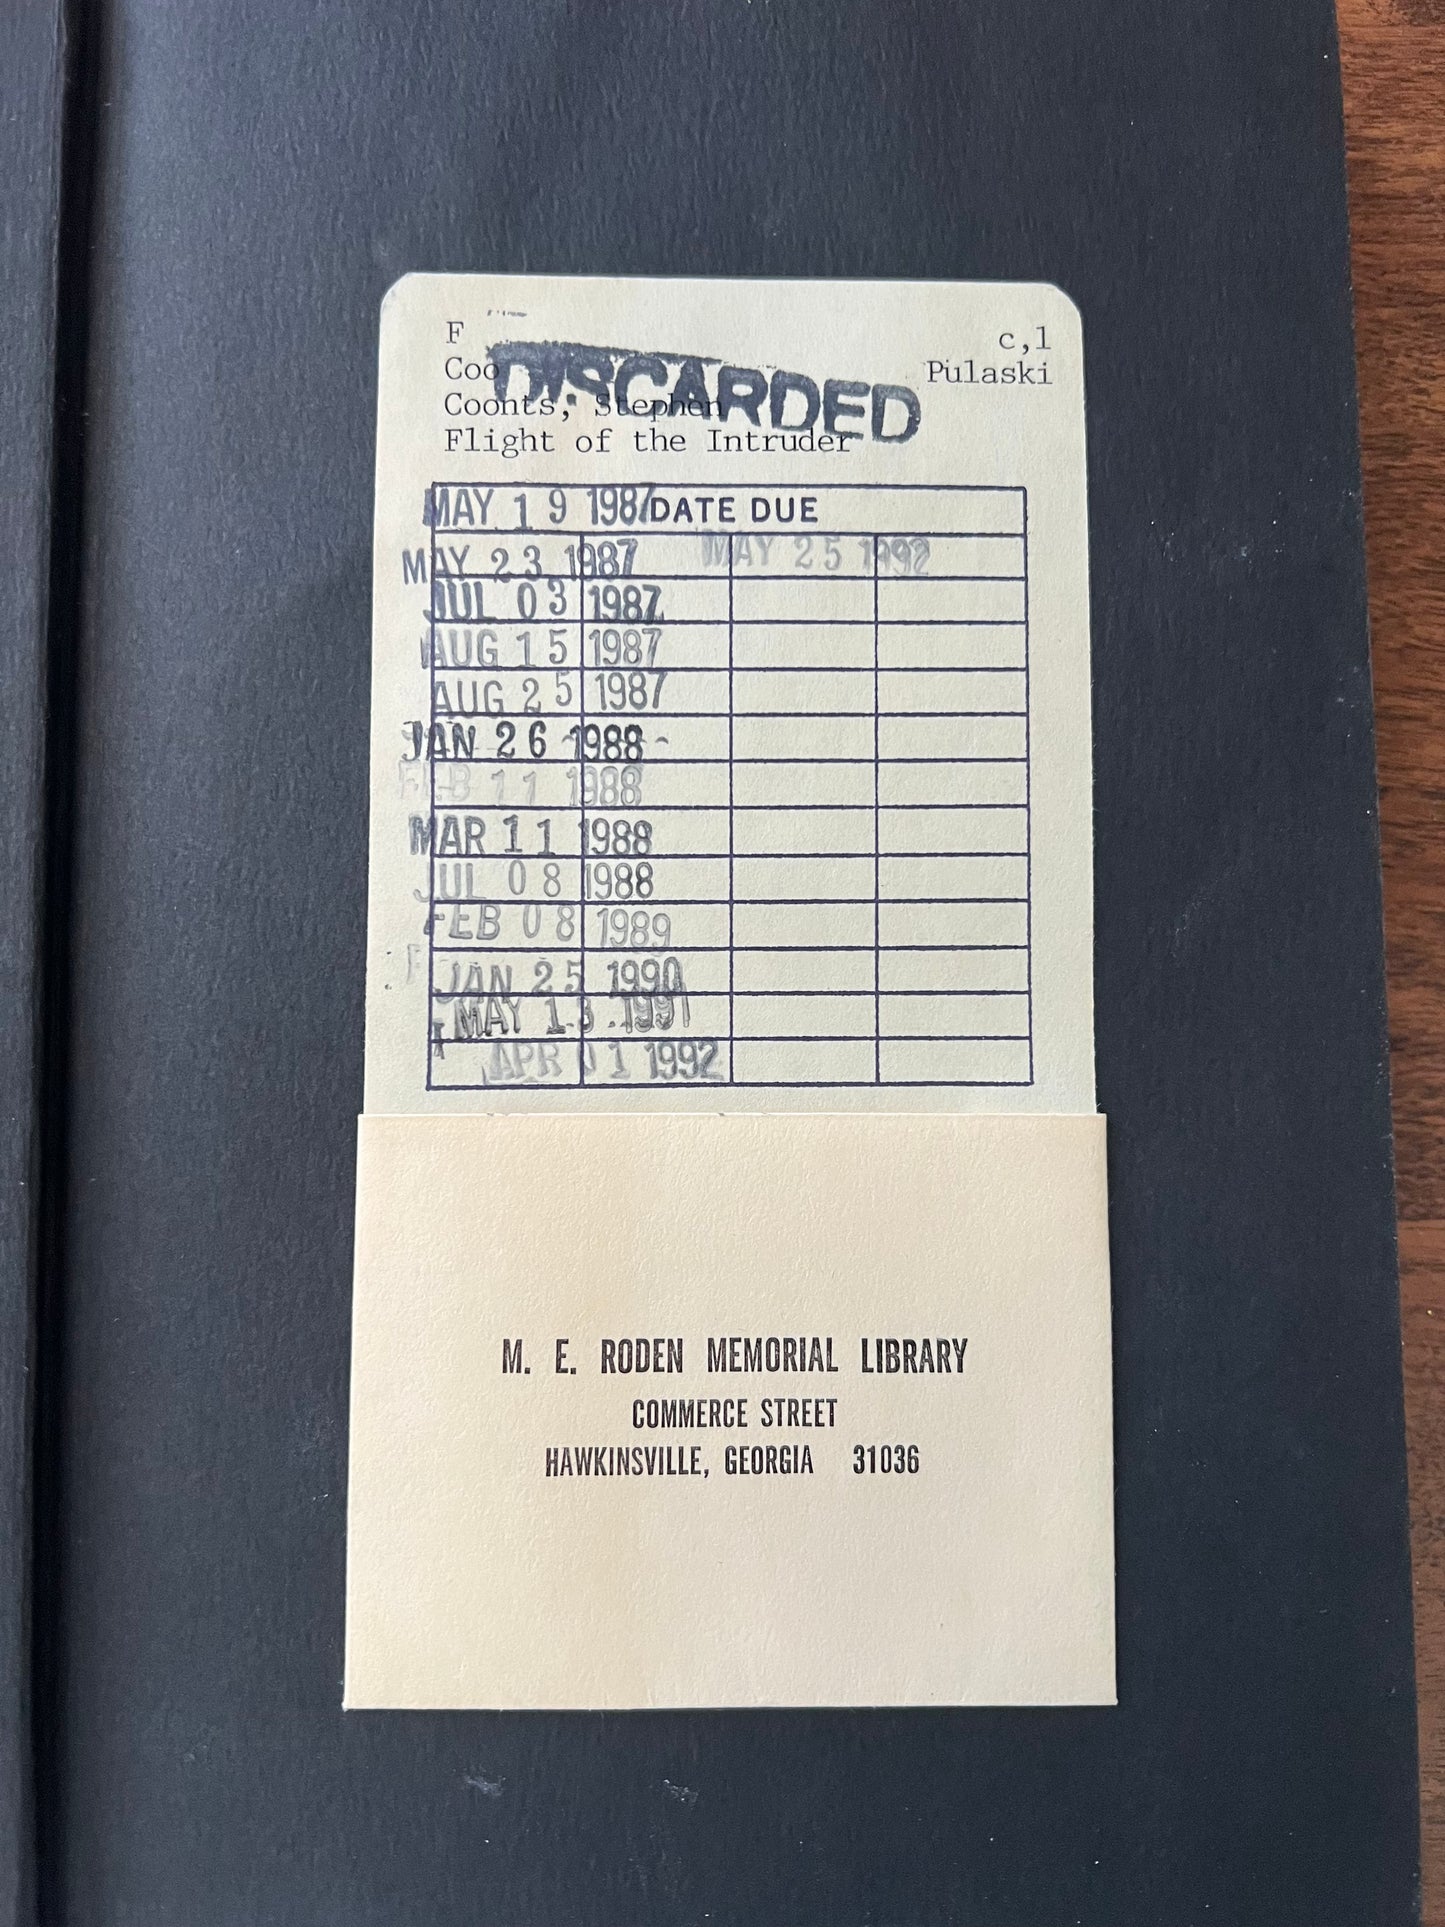 F c,1
Coo Pulaski
DISCARDED
Coonts, Stephen
Flight of the Intruder
MAY 19 1987 DATE DUE
MAY 23 1987 MAY 25 1992
JUL 03 1987
AUG 15 1987
AUG 25 1987
JAN 26 1988
FEB 11 1988
MAR 11 1988
JUL 08 1988
FEB 08 1989
JAN 25 1990
MAY 13 1991
APR 01 1992
M. E. RODEN MEMORIAL LIBRARY
COMMERCE STREET
HAWKINSVILLE, GEORGIA 31036